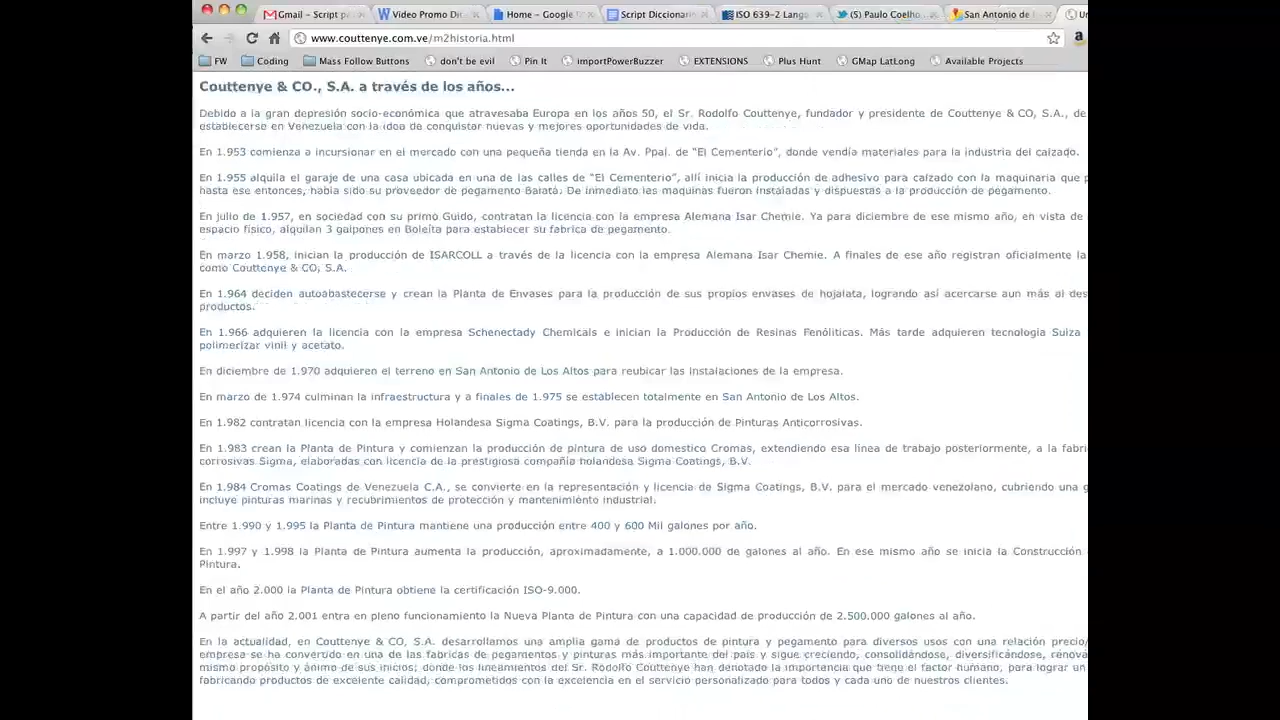 Gmail – Script p
Video Promo Di
Home – Google
Script Diccionari
ISO 639-2 Lang
(5) Paulo Coelho
San Antonio de
www.couttenye.com.ve/m2historia.html
FW Coding Mass Follow Buttons don't be evil Pin It importPowerBuzzer EXTENSIONS Plus Hunt GMap LatLong Available Projects
Couttenye & CO., S.A. a través de los años...
Debido a la gran depresión socio-económica que atravesaba Europa en los años 50, el Sr. Rodolfo Couttenye, fundador y presidente de Couttenye & CO, S.A., de
establecerse en Venezuela con la idea de conquistar nuevas y mejores oportunidades de vida.
En 1.953 comienza a incursionar en el mercado con una pequeña tienda en la Av. Ppal. de "El Cementerio", donde vendía materiales para la industria del calzado.
En 1.955 alquila el garaje de una casa ubicada en una de las calles de "El Cementerio", allí inicia la producción de adhesivo para calzado con la maquinaria que p
hasta ese entonces, había sido su proveedor de pegamento Barata. De inmediato las maquinas fueron instaladas y dispuestas a la producción de pegamento.
En julio de 1.957, en sociedad con su primo Guido, contratan la licencia con la empresa Alemana Isar Chemie. Ya para diciembre de ese mismo año, en vista de
espacio físico, alquilan 3 galpones en Boleíta para establecer su fabrica de pegamento.
En marzo 1.958, inician la producción de ISARCOLL a través de la licencia con la empresa Alemana Isar Chemie. A finales de ese año registran oficialmente la
como Couttenye & CO, S.A.
En 1.964 deciden autoabastecerse y crean la Planta de Envases para la producción de sus propios envases de hojalata, logrando así acercarse aun más al des
productos.
En 1.966 adquieren la licencia con la empresa Schenectady Chemicals e inician la Producción de Resinas Fenóliticas. Más tarde adquieren tecnología Suiza
polimerizar vinil y acetato.
En diciembre de 1.970 adquieren el terreno en San Antonio de Los Altos para reubicar las instalaciones de la empresa.
En marzo de 1.974 culminan la infraestructura y a finales de 1.975 se establecen totalmente en San Antonio de Los Altos.
En 1.982 contratan licencia con la empresa Holandesa Sigma Coatings, B.V. para la producción de Pinturas Anticorrosivas.
En 1.983 crean la Planta de Pintura y comienzan la producción de pintura de uso domestico Cromas, extendiendo esa línea de trabajo posteriormente, a la fabri
corrosivas Sigma, elaboradas con licencia de la prestigiosa compañía holandesa Sigma Coatings, B.V.
En 1.984 Cromas Coatings de Venezuela C.A., se convierte en la representación y licencia de Sigma Coatings, B.V. para el mercado venezolano, cubriendo una g
incluye pinturas marinas y recubrimientos de protección y mantenimiento industrial.
Entre 1.990 y 1.995 la Planta de Pintura mantiene una producción entre 400 y 600 Mil galones por año.
En 1.997 y 1.998 la Planta de Pintura aumenta la producción, aproximadamente, a 1.000.000 de galones al año. En ese mismo año se inicia la Construcción
Pintura.
En el año 2.000 la Planta de Pintura obtiene la certificación ISO-9.000.
A partir del año 2.001 entra en pleno funcionamiento la Nueva Planta de Pintura con una capacidad de producción de 2.500.000 galones al año.
En la actualidad, en Couttenye & CO, S.A. desarrollamos una amplia gama de productos de pintura y pegamento para diversos usos con una relación precio/
empresa se ha convertido en una de las fabricas de pegamentos y pinturas más importante del país y sigue creciendo, consolidándose, diversificándose, renova
mismo propósito y ánimo de sus inicios; donde los lineamientos del Sr. Rodolfo Couttenye han denotado la importancia que tiene el factor humano, para lograr un
fabricando productos de excelente calidad, comprometidos con la excelencia en el servicio personalizado para todos y cada uno de nuestros clientes.